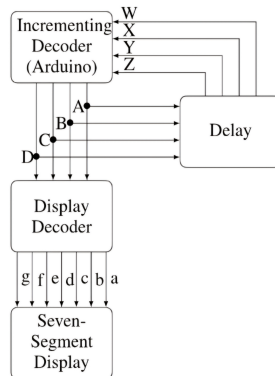 Incrementing
Decoder
(Arduino)
W
X
Y
Z
A
B
C
D
Delay
Display
Decoder
g f e d c b a
Seven-
Segment
Display